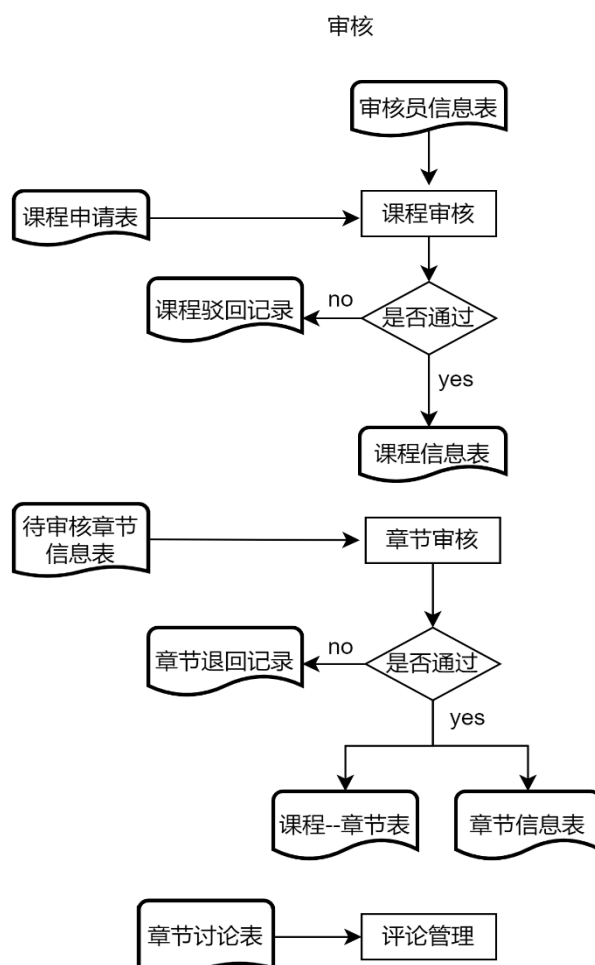 审核
审核员信息表
课程申请表
课程审核
课程驳回记录
no
是否通过
yes
课程信息表
待审核章节
信息表
章节审核
章节退回记录
no
是否通过
yes
课程--章节表
章节信息表
章节讨论表
评论管理